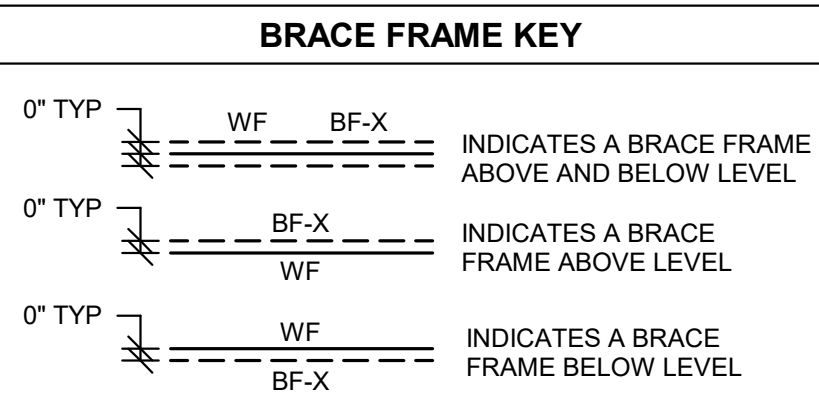 BRACE FRAME KEY
0" TYP
WF BF-X
INDICATES A BRACE FRAME
ABOVE AND BELOW LEVEL
0" TYP
BF-X
WF
INDICATES A BRACE
FRAME ABOVE LEVEL
0" TYP
WF
BF-X
INDICATES A BRACE
FRAME BELOW LEVEL